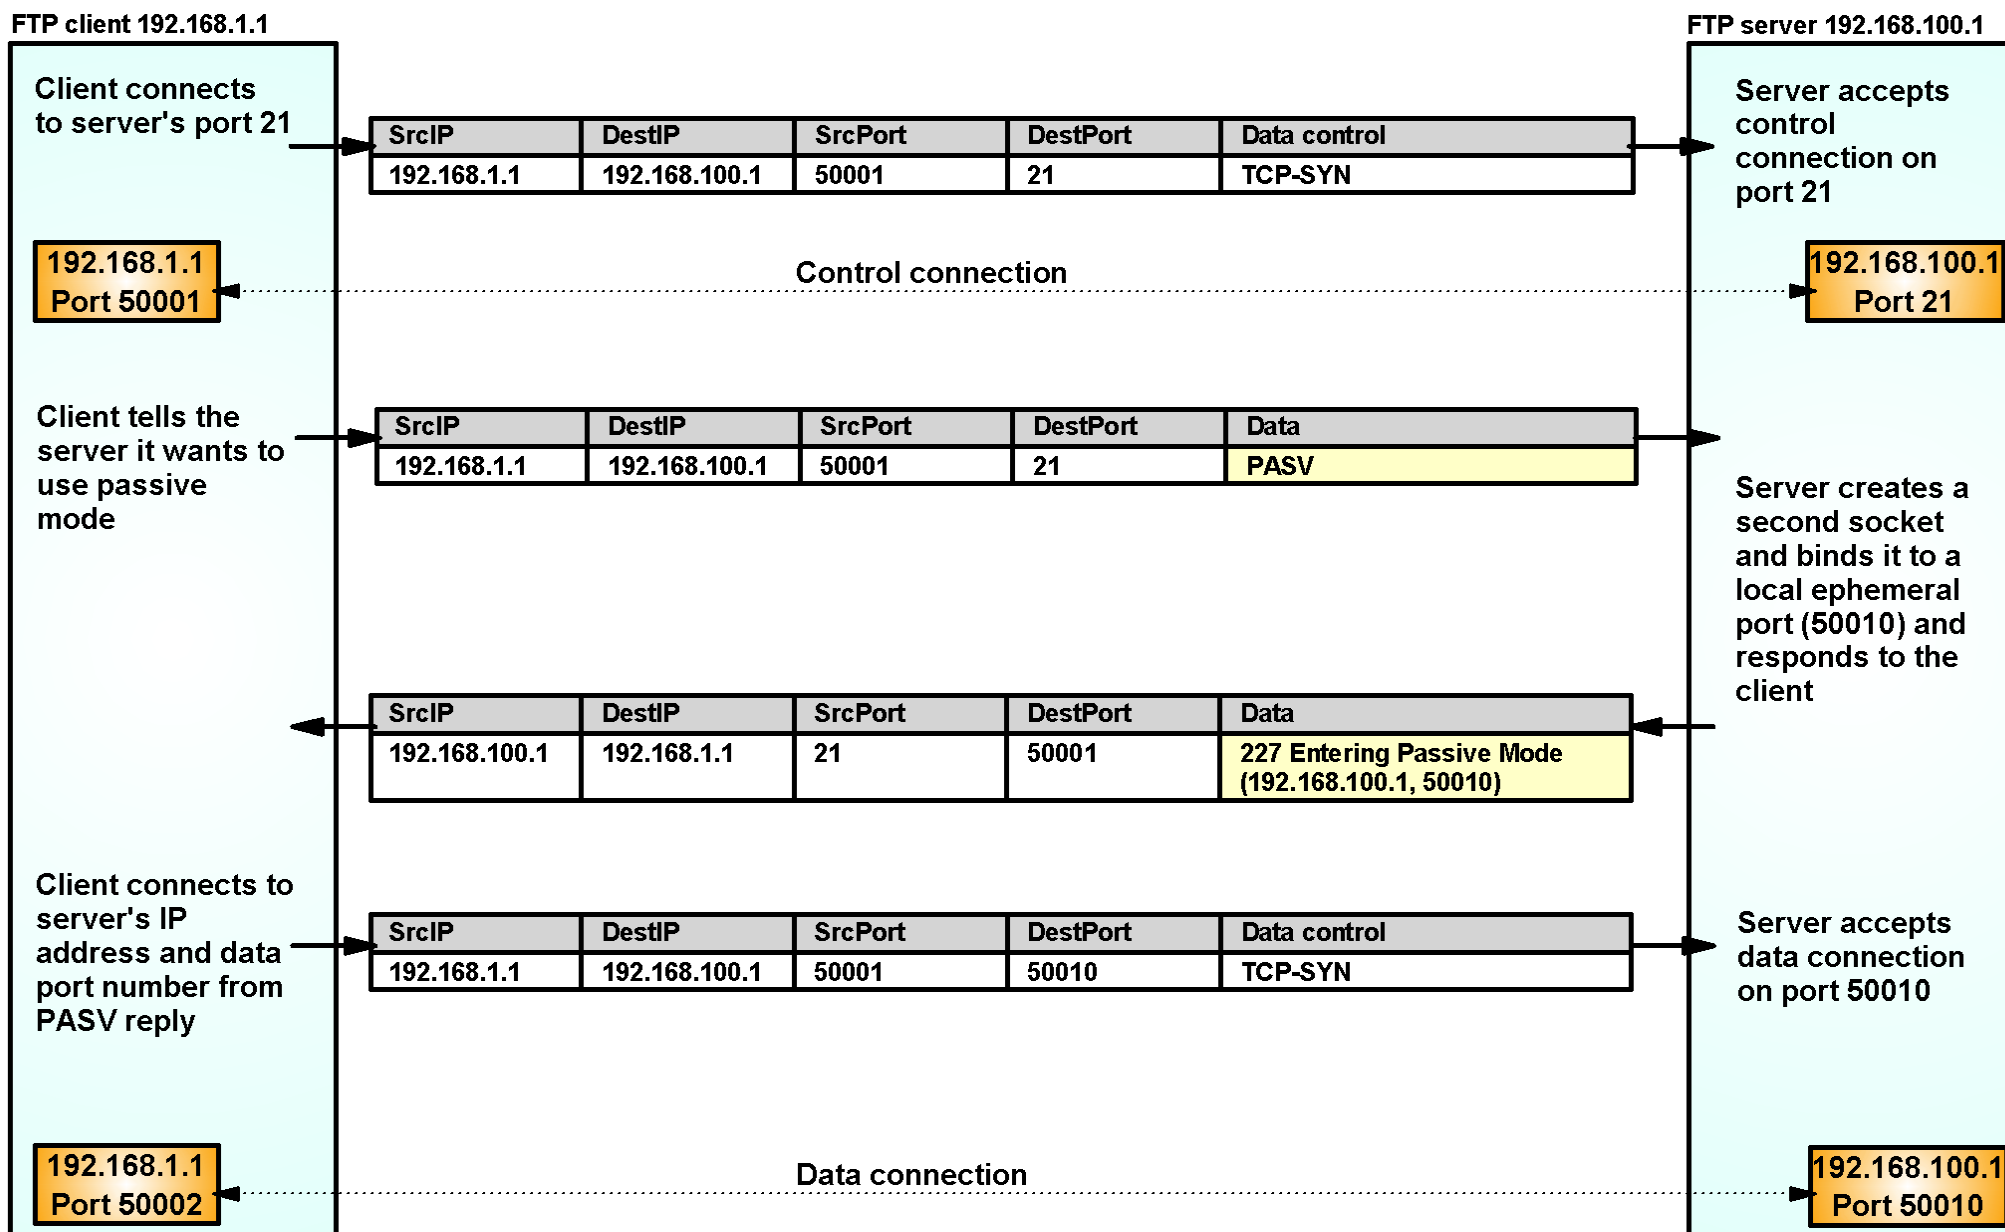 FTP client 192.168.1.1
FTP server 192.168.100.1
Client connects
to server's port 21
SrcIP DestIP SrcPort DestPort Data control
192.168.1.1 192.168.100.1 50001 21 TCP-SYN
Server accepts
control
connection on
port 21
192.168.1.1
Port 50001
Control connection
192.168.100.1
Port 21
Client tells the
server it wants to
use passive
mode
SrcIP DestIP SrcPort DestPort Data
192.168.1.1 192.168.100.1 50001 21 PASV
Server creates a
second socket
and binds it to a
local ephemeral
port (50010) and
responds to the
client
SrcIP DestIP SrcPort DestPort Data
192.168.100.1 192.168.1.1 21 50001 227 Entering Passive Mode
(192.168.100.1, 50010)
Client connects to
server's IP
address and data
port number from
PASV reply
SrcIP DestIP SrcPort DestPort Data control
192.168.1.1 192.168.100.1 50001 50010 TCP-SYN
Server accepts
data connection
on port 50010
192.168.1.1
Port 50002
Data connection
192.168.100.1
Port 50010